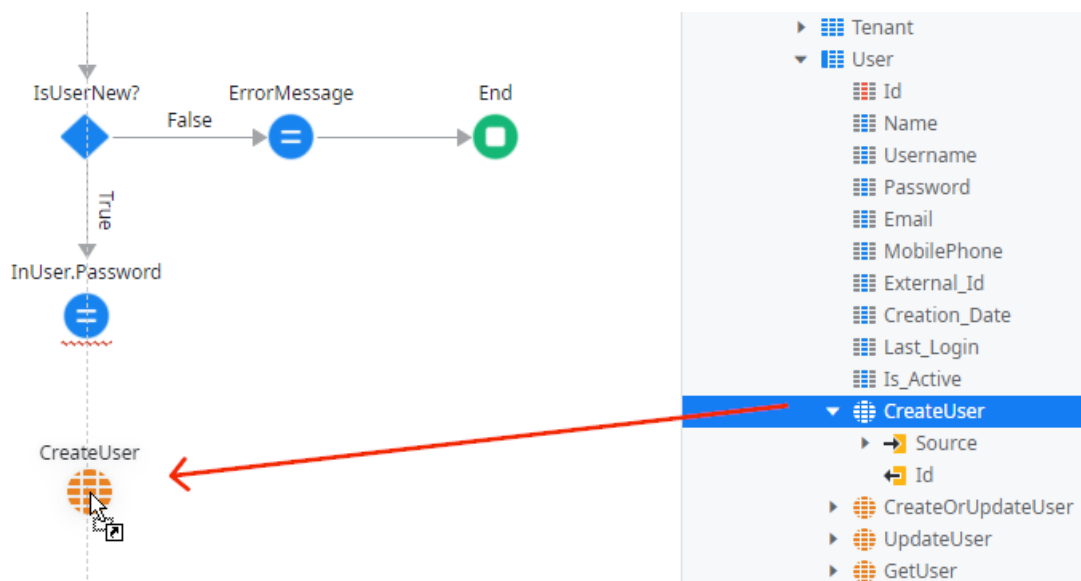 IsUserNew?
False
ErrorMessage
End
True
InUser.Password
CreateUser
Tenant
User
Id
Name
Username
Password
Email
MobilePhone
External_Id
Creation_Date
Last_Login
Is_Active
CreateUser
Source
Id
CreateOrUpdateUser
UpdateUser
GetUser